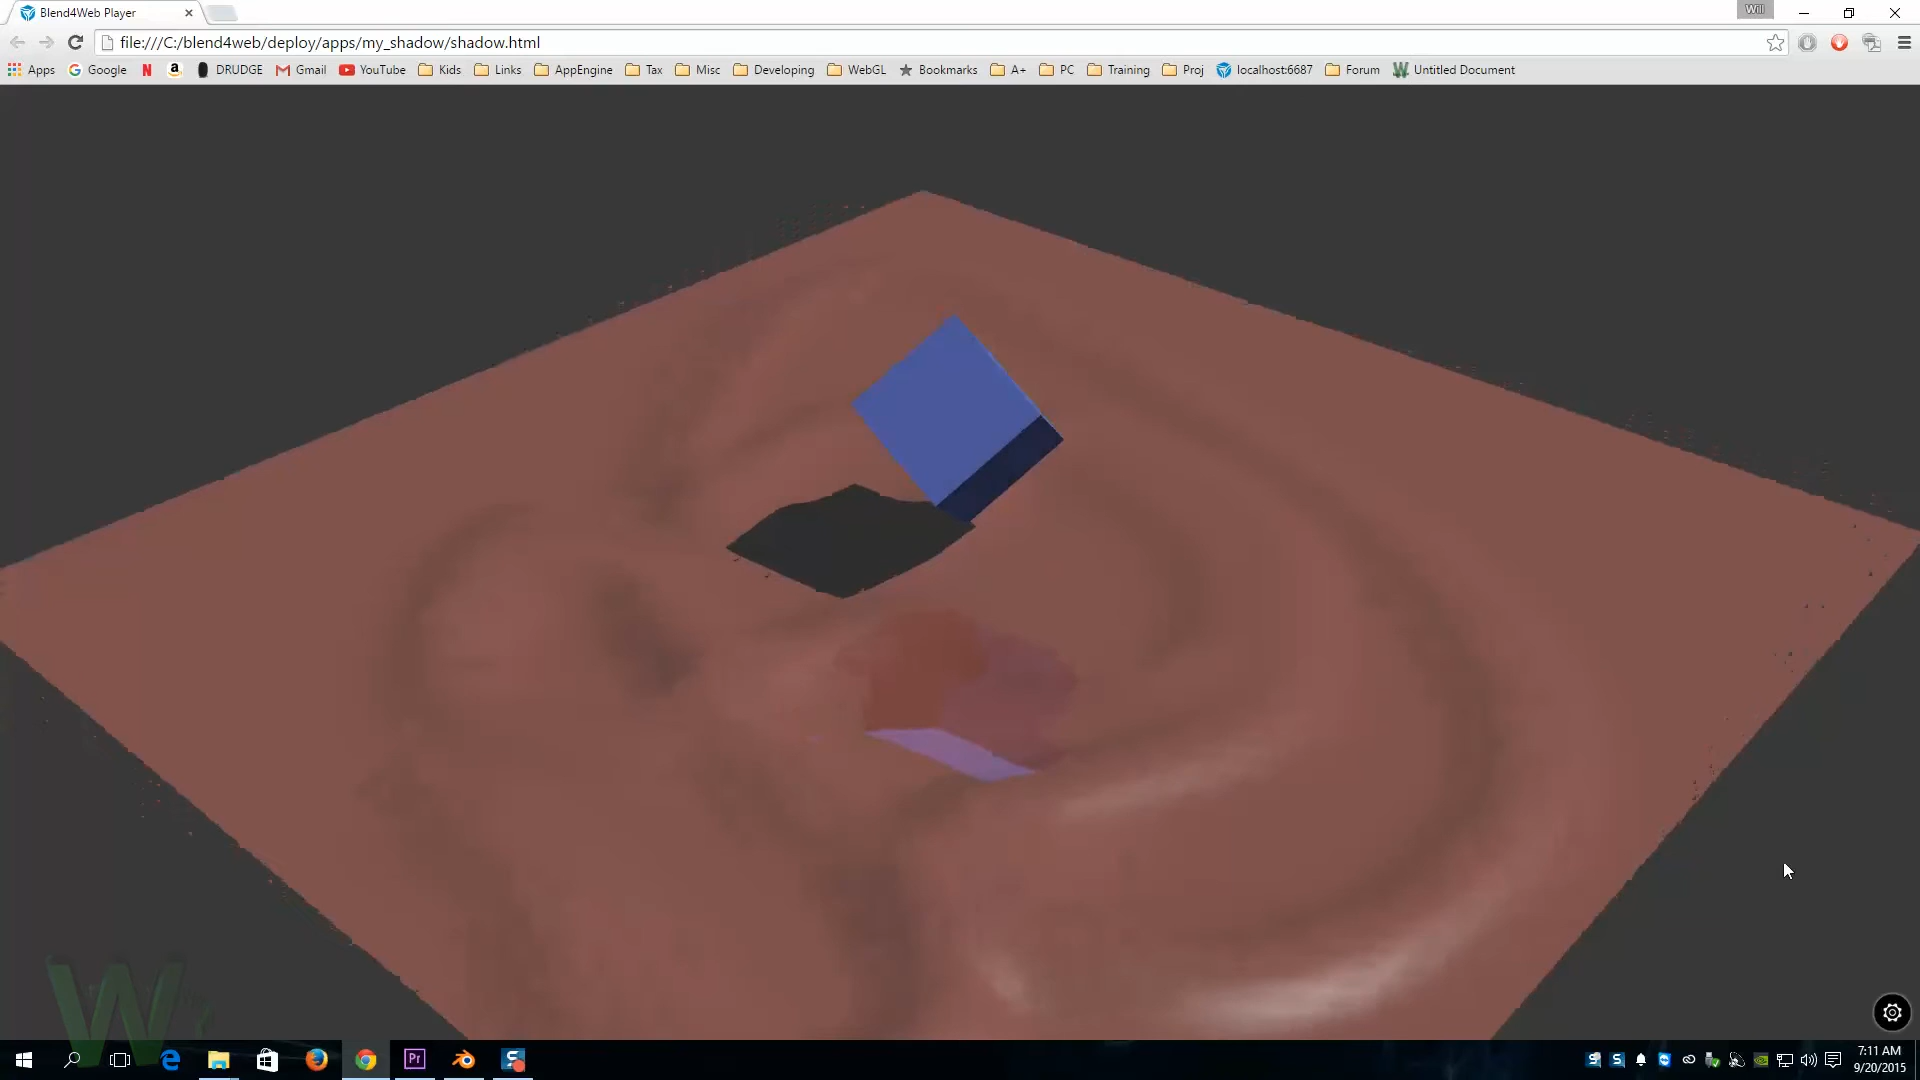 Blend4Web Player
Will
file:///C:/blend4web/deploy/apps/my_shadow/shadow.html
Apps Google N a DRUDGE Gmail YouTube Kids Links AppEngine Tax Misc Developing WebGL Bookmarks A+ PC Training Proj localhost:6687 Forum Untitled Document
W
Pr
7:11 AM
9/20/2015